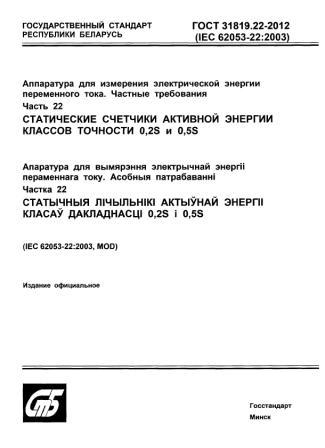 ГОСУДАРСТВЕННЫЙ СТАНДАРТ
РЕСПУБЛИКИ БЕЛАРУСЬ
ГОСТ 31819.22-2012
(IEC 62053-22:2003)
Аппаратура для измерения электрической энергии
переменного тока. Частные требования
Часть 22
СТАТИЧЕСКИЕ СЧЕТЧИКИ АКТИВНОЙ ЭНЕРГИИ
КЛАССОВ ТОЧНОСТИ 0,2S и 0,5S
Апаратура для вымярэння электрычнай энергіі
пераменнага току. Асобныя патрабаванні
Частка 22
СТАТЫЧНЫЯ ЛІЧЫЛЬНІКІ АКТЫЎНАЙ ЭНЕРГІІ
КЛАСАЎ ДАКЛАДНАСЦІ 0,2S і 0,5S
(IEC 62053-22:2003, MOD)
Издание официальное
СТБ
Госстандарт
Минск